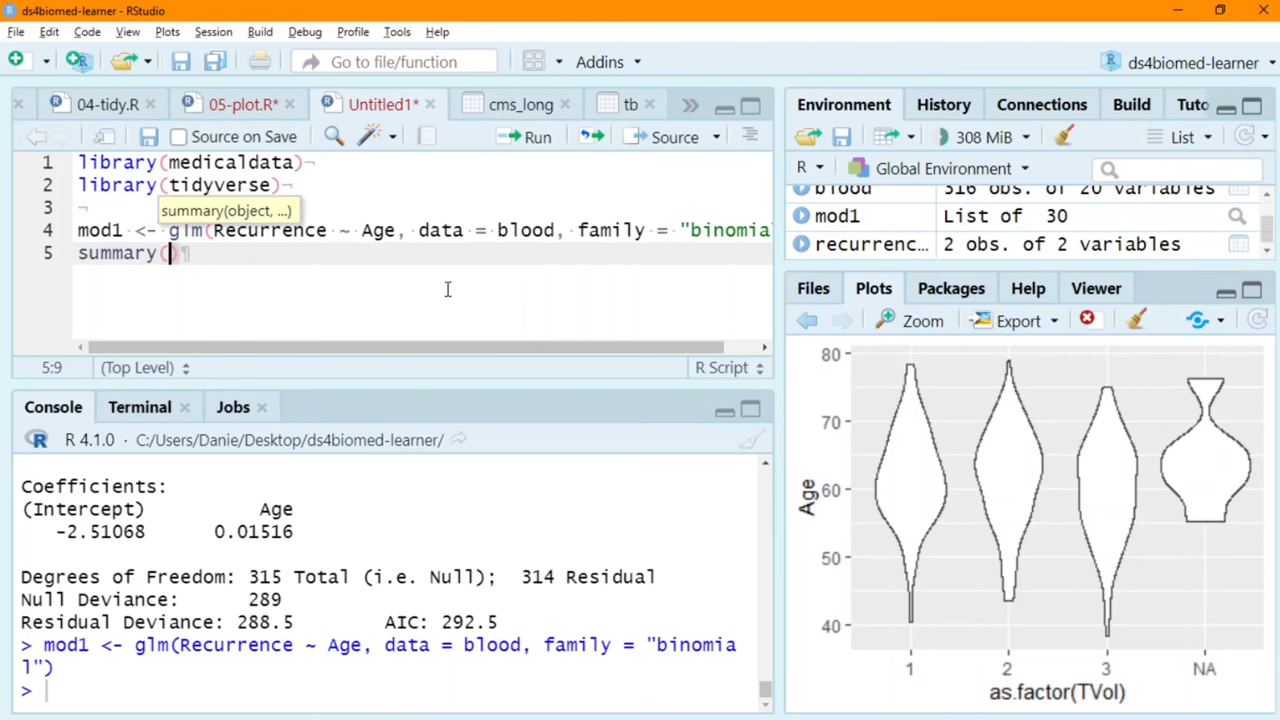 ds4biomed-learner - RStudio
File Edit Code View Plots Session Build Debug Profile Tools Help
Go to file/function Addins ds4biomed-learner
04-tidy.R 05-plot.R* Untitled1* cms_long tb
Source on Save Run Source
1 library(medicaldata)
2 library(tidyverse)
3
summary(object, ...)
4 mod1 <- glm(Recurrence ~ Age, data = blood, family = "binomia
5 summary()
5:9 (Top Level) R Script
Console Terminal Jobs
R 4.1.0 · C:/Users/Danie/Desktop/ds4biomed-learner/
Coefficients:
(Intercept) Age
-2.51068 0.01516
Degrees of Freedom: 315 Total (i.e. Null); 314 Residual
Null Deviance: 289
Residual Deviance: 288.5 AIC: 292.5
> mod1 <- glm(Recurrence ~ Age, data = blood, family = "binomia
l")
>
Environment History Connections Build Tuto
308 MiB List
R Global Environment
blood 316 obs. of 20 variables
mod1 List of 30
recurrenc… 2 obs. of 2 variables
Files Plots Packages Help Viewer
Zoom Export
80
70
60
50
40
Age
1 2 3 NA
as.factor(TVol)